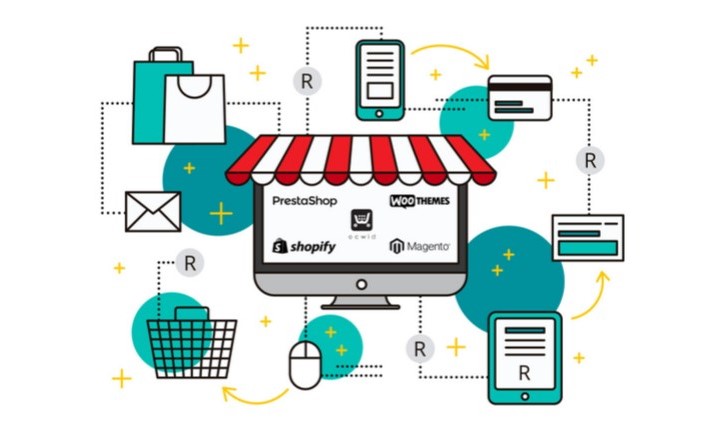 R
R
PrestaShop
WOOTHEMES
ecwid
shopify
Magento
R
R
R